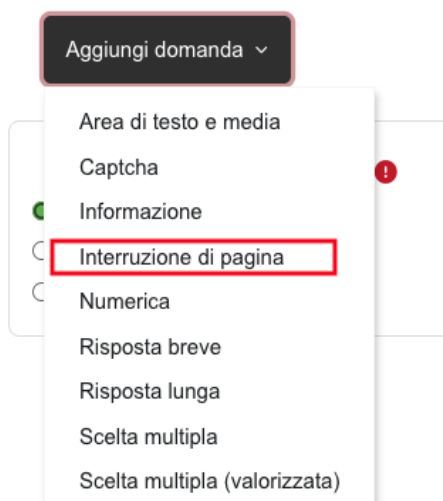 Aggiungi domanda
Area di testo e media
Captcha
Informazione
Interruzione di pagina
Numerica
Risposta breve
Risposta lunga
Scelta multipla
Scelta multipla (valorizzata)